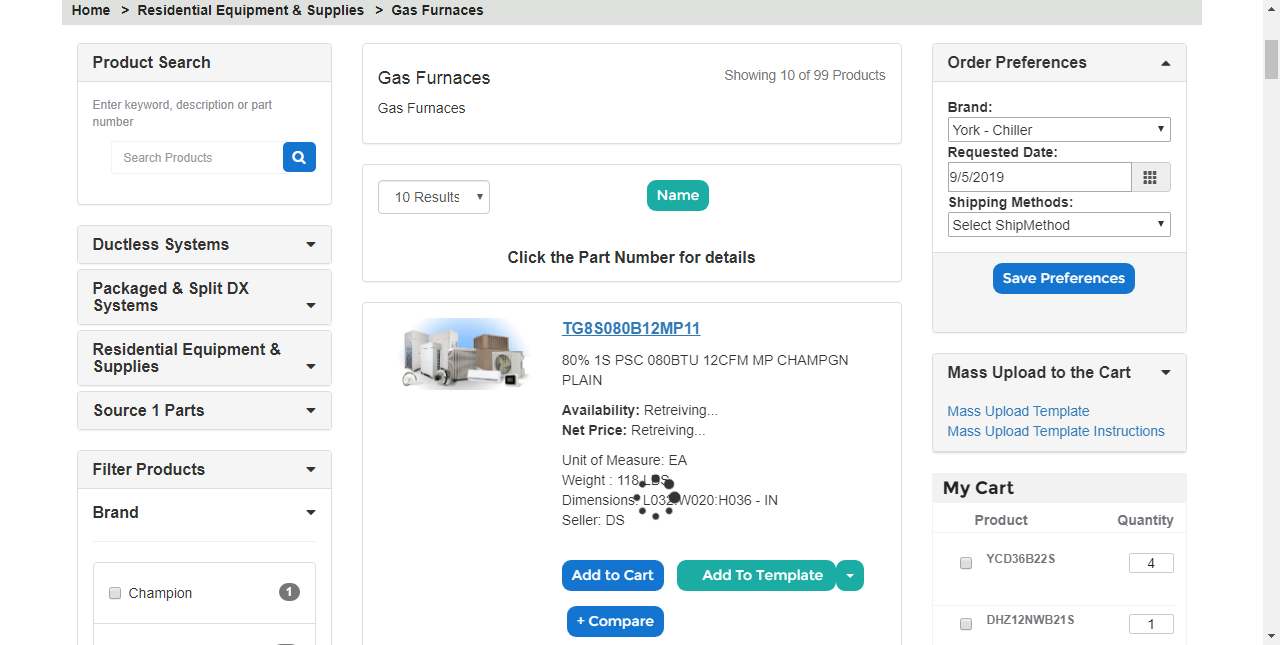 Home > Residential Equipment & Supplies > Gas Furnaces
Product Search
Enter keyword, description or part
number
Search Products
Ductless Systems
Packaged & Split DX
Systems
Residential Equipment &
Supplies
Source 1 Parts
Filter Products
Brand
Champion 1
Gas Furnaces
Showing 10 of 99 Products
Gas Furnaces
10 Results
Name
Click the Part Number for details
TG8S080B12MP11
80% 1S PSC 080BTU 12CFM MP CHAMPGN
PLAIN
Availability: Retreiving...
Net Price: Retreiving...
Unit of Measure: EA
Weight : 118 LBS
Dimensions: L032:W020:H036 - IN
Seller: DS
Add to Cart
Add To Template
+ Compare
Order Preferences
Brand:
York - Chiller
Requested Date:
9/5/2019
Shipping Methods:
Select ShipMethod
Save Preferences
Mass Upload to the Cart
Mass Upload Template
Mass Upload Template Instructions
My Cart
Product Quantity
YCD36B22S 4
DHZ12NWB21S 1